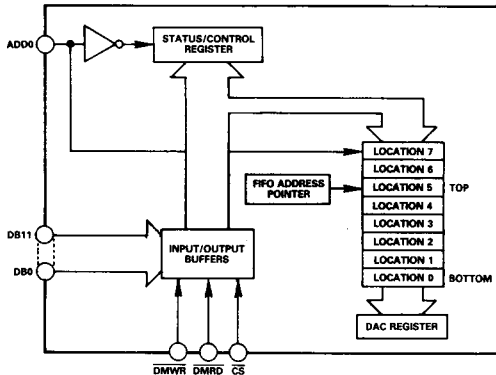 ADD0
STATUS/CONTROL
REGISTER
LOCATION 7
LOCATION 6
FIFO ADDRESS
POINTER
LOCATION 5
TOP
LOCATION 4
LOCATION 3
DB11
INPUT/OUTPUT
BUFFERS
LOCATION 2
LOCATION 1
DB0
LOCATION 0
BOTTOM
DAC REGISTER
DMWR
DMRD
CS